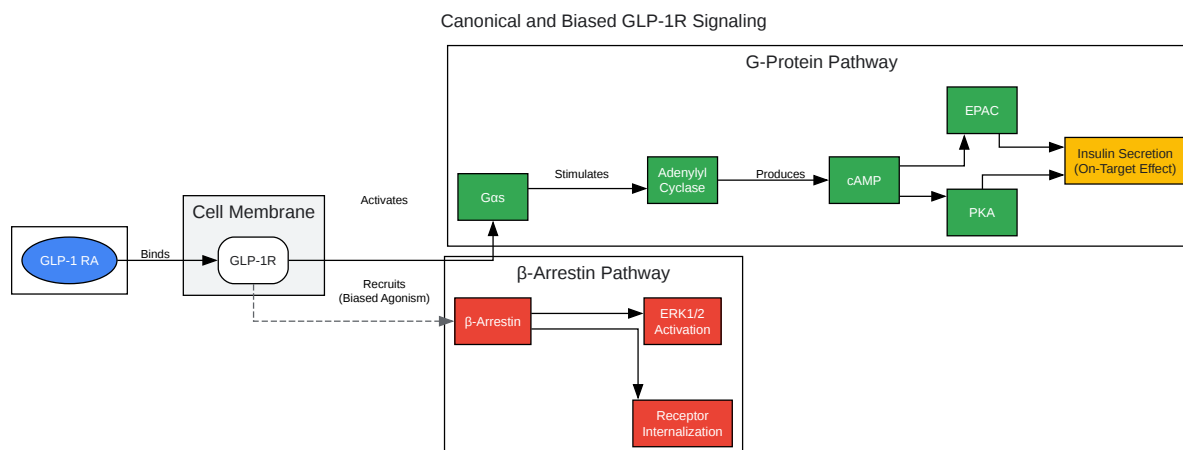 Canonical and Biased GLP-1R Signaling
G-Protein Pathway
EPAC
Insulin Secretion
(On-Target Effect)
Adenylyl
Cyclase
Stimulates
Produces
cAMP
Gαs
PKA
Activates
Cell Membrane
GLP-1 RA
Binds
GLP-1R
β-Arrestin Pathway
Recruits
(Biased Agonism)
β-Arrestin
ERK1/2
Activation
Receptor
Internalization